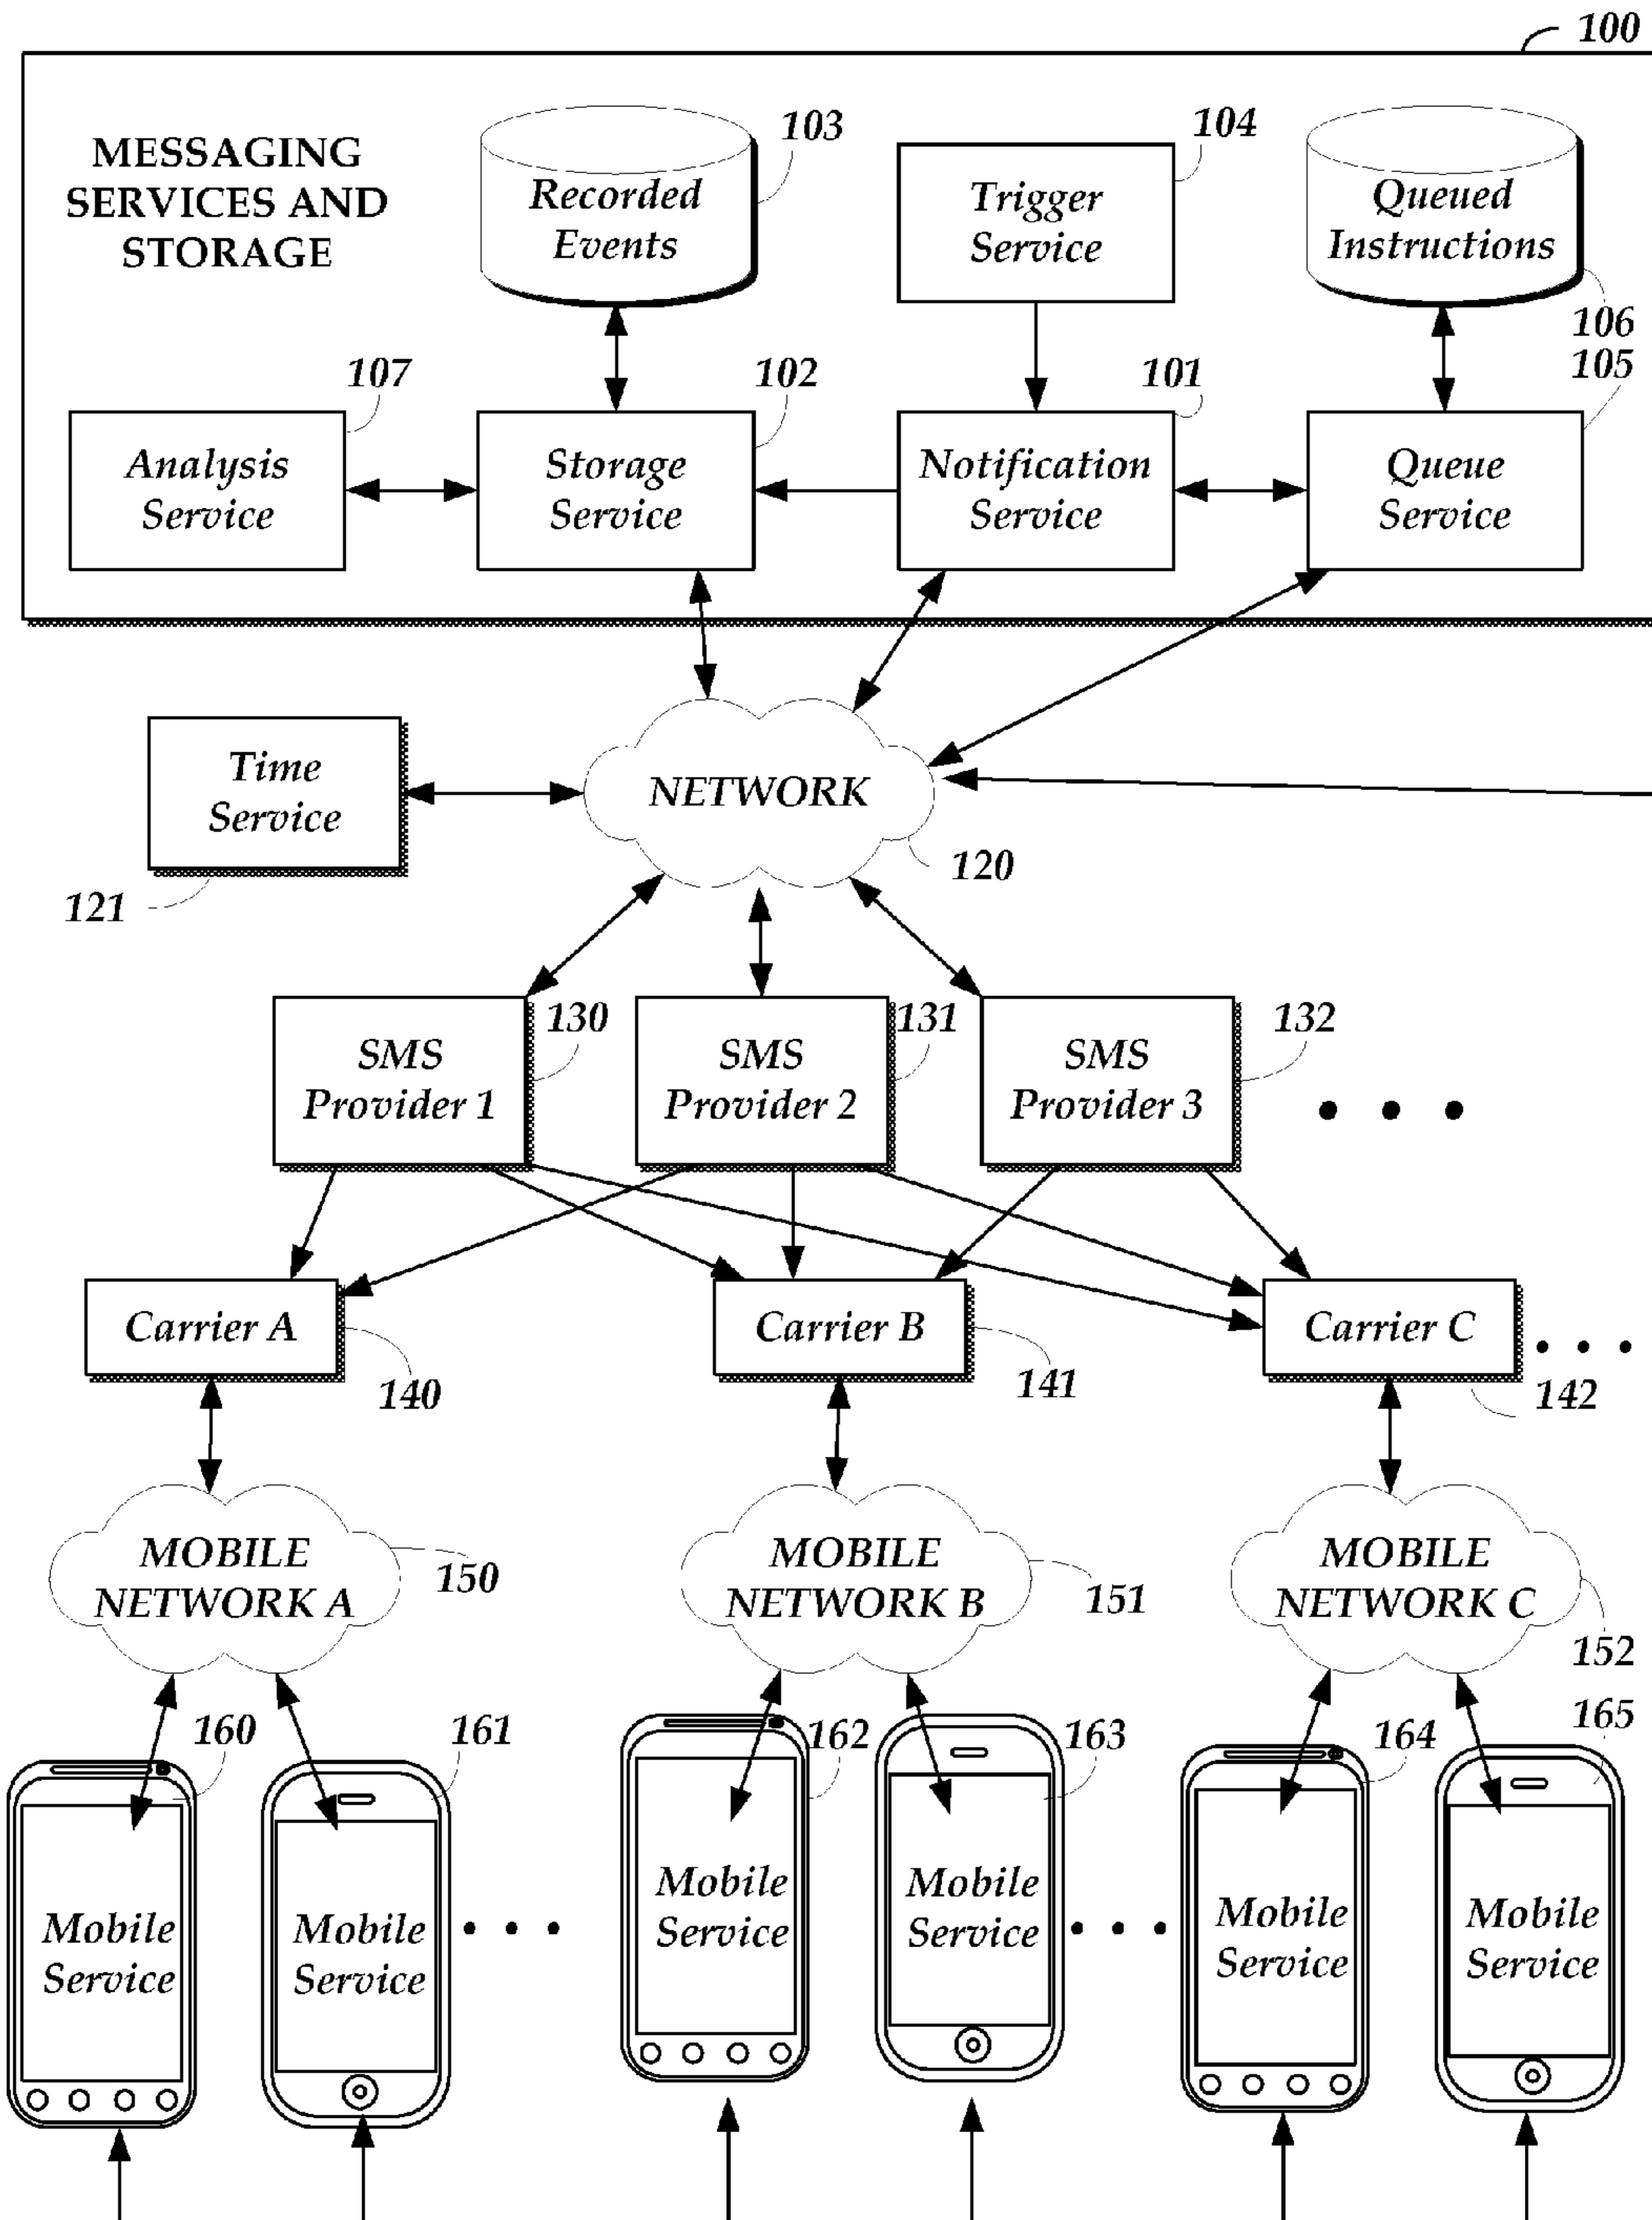 100
MESSAGING
SERVICES AND
STORAGE
Recorded
Events
103
Trigger
Service
104
Queued
Instructions
106
105
107
102
101
Analysis
Service
Storage
Service
Notification
Service
Queue
Service
Time
Service
121
NETWORK
120
SMS
Provider 1
130
SMS
Provider 2
131
SMS
Provider 3
132
• • •
Carrier A
140
Carrier B
141
Carrier C
142
• • •
MOBILE
NETWORK A
150
MOBILE
NETWORK B
151
MOBILE
NETWORK C
152
160
161
162
163
164
165
Mobile
Service
Mobile
Service
• • •
Mobile
Service
Mobile
Service
• • •
Mobile
Service
Mobile
Service